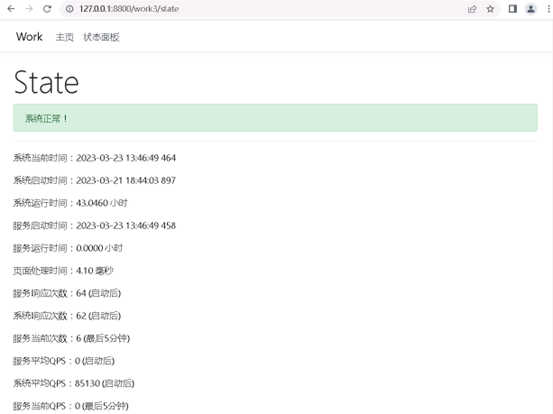 127.0.0.1:8800/work3/state
Work 主页 状态面板
State
系统正常！
系统当前时间：2023-03-23 13:46:49 464
系统启动时间：2023-03-21 18:44:03 897
系统运行时间：43.0460 小时
服务启动时间：2023-03-23 13:46:49 458
服务运行时间：0.0000 小时
页面处理时间：4.10 毫秒
服务响应次数：64 (启动后)
系统响应次数：62 (启动后)
服务当前次数：6 (最后5分钟)
服务平均QPS：0 (启动后)
系统平均QPS：85130 (启动后)
服务当前QPS：0 (最后5分钟)